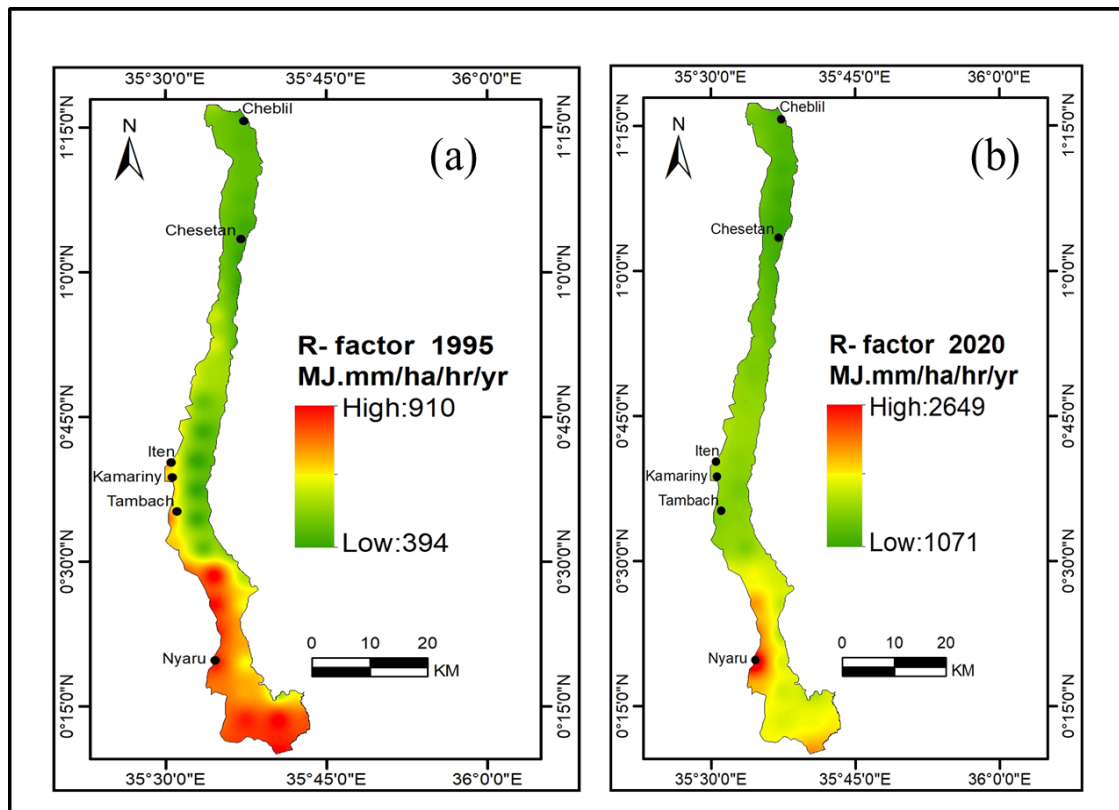 35°30'0"E 35°45'0"E 36°0'0"E
1°15'0"N
1°0'0"N
0°45'0"N
0°30'0"N
0°15'0"N
N
(a)
Cheblil
Chesetan
Iten
Kamariny
Tambach
Nyaru
R- factor 1995
MJ.mm/ha/hr/yr
High:910
Low:394
0 10 20
KM
1°15'0"N
1°0'0"N
0°45'0"N
0°30'0"N
0°15'0"N
35°30'0"E 35°45'0"E 36°0'0"E
35°30'0"E 35°45'0"E 36°0'0"E
1°15'0"N
1°0'0"N
0°45'0"N
0°30'0"N
0°15'0"N
N
(b)
Cheblil
Chesetan
Iten
Kamariny
Tambach
Nyaru
R- factor 2020
MJ.mm/ha/hr/yr
High:2649
Low:1071
0 10 20
KM
1°15'0"N
1°0'0"N
0°45'0"N
0°30'0"N
0°15'0"N
35°30'0"E 35°45'0"E 36°0'0"E